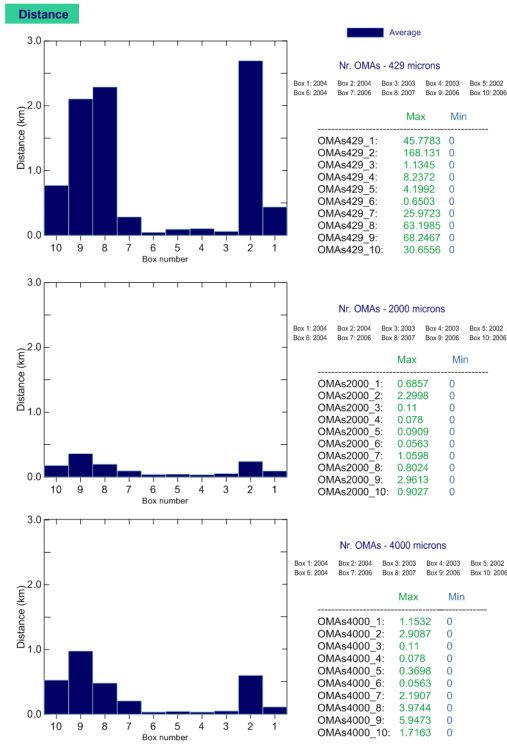 Distance
Average
3.0
2.0
1.0
0.0
Distance (km)
10 9 8 7 6 5 4 3 2 1
Box number
Nr. OMAs - 429 microns
Box 1: 2004 Box 2: 2004 Box 3: 2003 Box 4: 2003 Box 5: 2002
Box 6: 2004 Box 7: 2006 Box 8: 2007 Box 9: 2006 Box 10: 2006
Max Min
OMAs429_1: 45.7783 0
OMAs429_2: 168.131 0
OMAs429_3: 1.1345 0
OMAs429_4: 8.2372 0
OMAs429_5: 4.1992 0
OMAs429_6: 0.6503 0
OMAs429_7: 25.9723 0
OMAs429_8: 63.1985 0
OMAs429_9: 68.2467 0
OMAs429_10: 30.6556 0
3.0
2.0
1.0
0.0
Distance (km)
10 9 8 7 6 5 4 3 2 1
Box number
Nr. OMAs - 2000 microns
Box 1: 2004 Box 2: 2004 Box 3: 2003 Box 4: 2003 Box 5: 2002
Box 6: 2004 Box 7: 2006 Box 8: 2007 Box 9: 2006 Box 10: 2006
Max Min
OMAs2000_1: 0.6857 0
OMAs2000_2: 2.2998 0
OMAs2000_3: 0.11 0
OMAs2000_4: 0.078 0
OMAs2000_5: 0.0909 0
OMAs2000_6: 0.0563 0
OMAs2000_7: 1.0598 0
OMAs2000_8: 0.8024 0
OMAs2000_9: 2.9613 0
OMAs2000_10: 0.9027 0
3.0
2.0
1.0
0.0
Distance (km)
10 9 8 7 6 5 4 3 2 1
Box number
Nr. OMAs - 4000 microns
Box 1: 2004 Box 2: 2004 Box 3: 2003 Box 4: 2003 Box 5: 2002
Box 6: 2004 Box 7: 2006 Box 8: 2007 Box 9: 2006 Box 10: 2006
Max Min
OMAs4000_1: 1.1532 0
OMAs4000_2: 2.9087 0
OMAs4000_3: 0.11 0
OMAs4000_4: 0.078 0
OMAs4000_5: 0.3698 0
OMAs4000_6: 0.0563 0
OMAs4000_7: 2.1907 0
OMAs4000_8: 3.9744 0
OMAs4000_9: 5.9473 0
OMAs4000_10: 1.7163 0